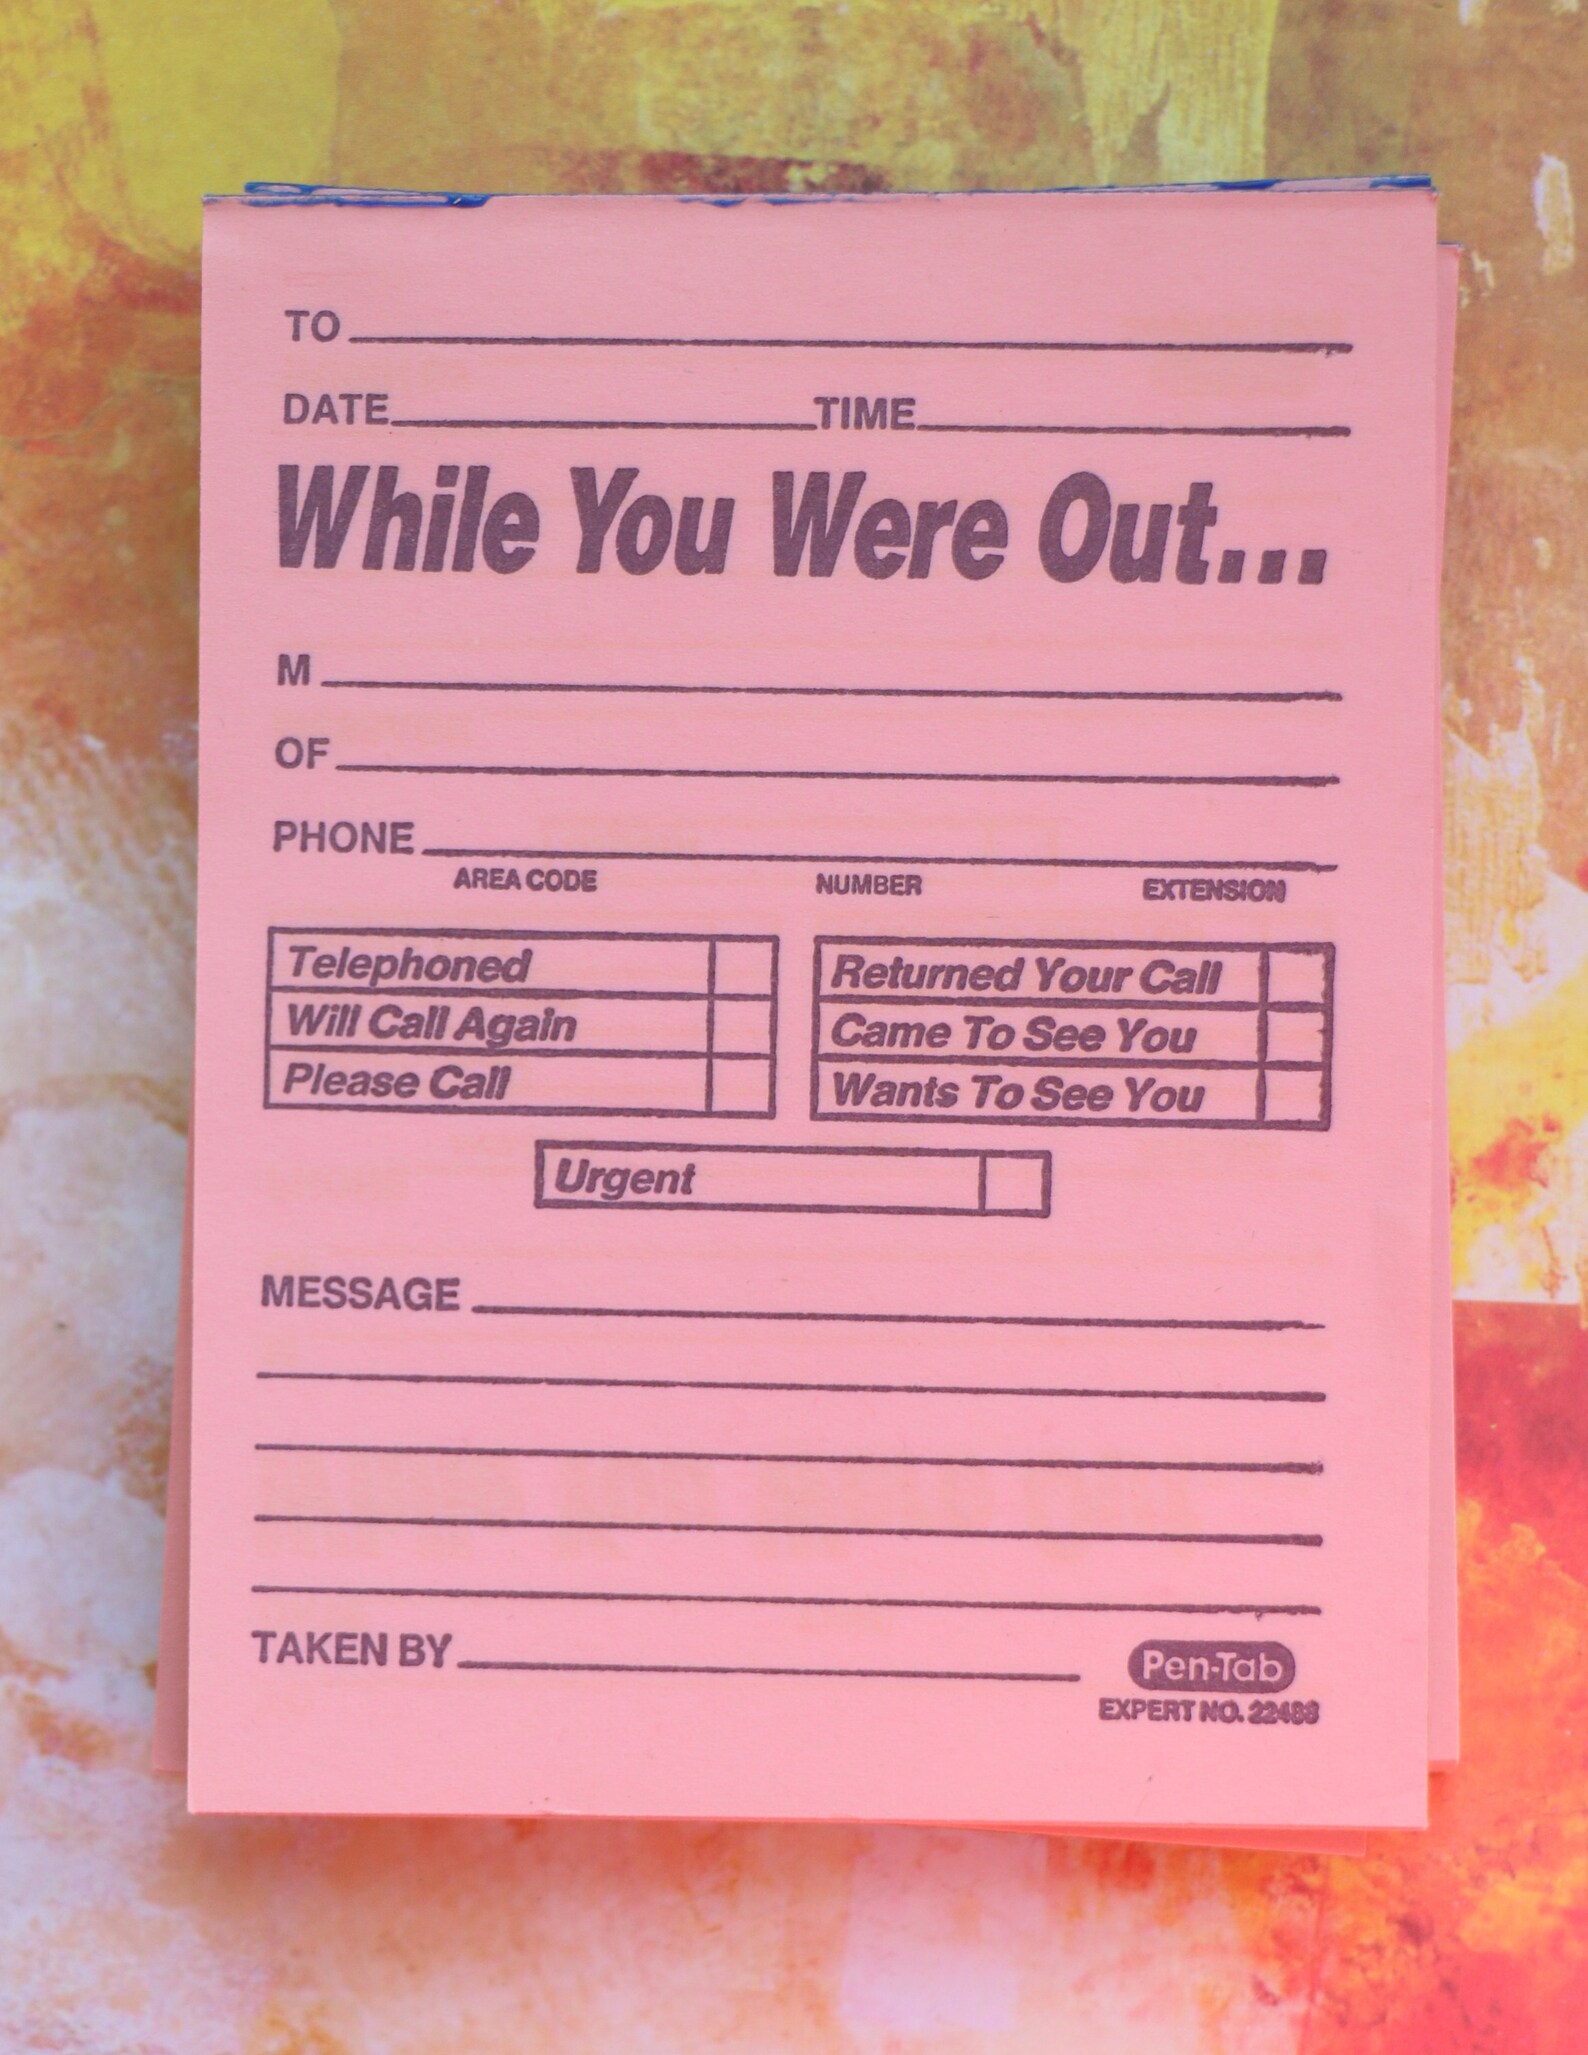 TO
DATE TIME
While You Were Out...
M
OF
PHONE
AREA CODE NUMBER EXTENSION
Telephoned Returned Your Call
Will Call Again Came To See You
Please Call Wants To See You
Urgent
MESSAGE
TAKEN BY Pen-Tab
EXPERT NO.